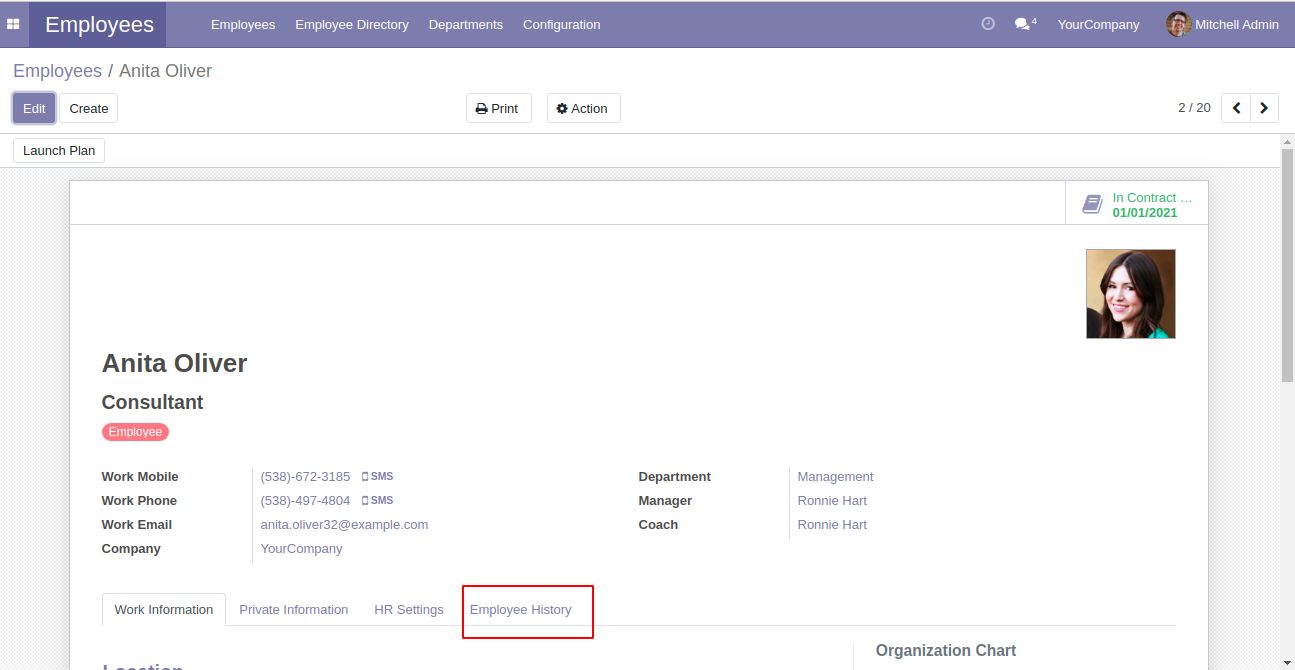 Employees Employees Employee Directory Departments Configuration 4 YourCompany Mitchell Admin
Employees / Anita Oliver
Edit Create Print Action 2 / 20
Launch Plan
In Contract ...
01/01/2021
Anita Oliver
Consultant
Employee
Work Mobile (538)-672-3185 SMS Department Management
Work Phone (538)-497-4804 SMS Manager Ronnie Hart
Work Email anita.oliver32@example.com Coach Ronnie Hart
Company YourCompany
Work Information Private Information HR Settings Employee History
Organization Chart
Location